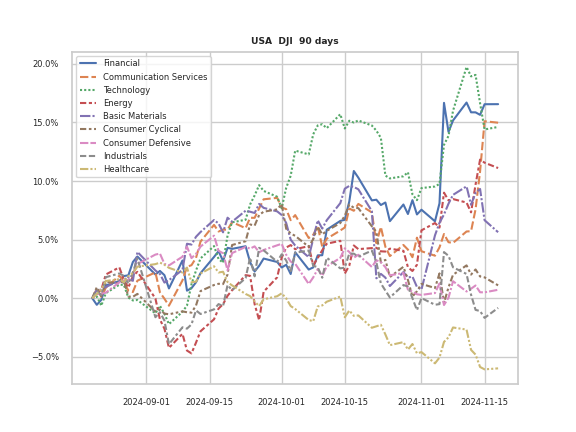 USA DJI 90 days
20.0%
15.0%
10.0%
5.0%
0.0%
−5.0%
Financial
Communication Services
Technology
Energy
Basic Materials
Consumer Cyclical
Consumer Defensive
Industrials
Healthcare
2024-09-01 2024-09-15 2024-10-01 2024-10-15 2024-11-01 2024-11-15